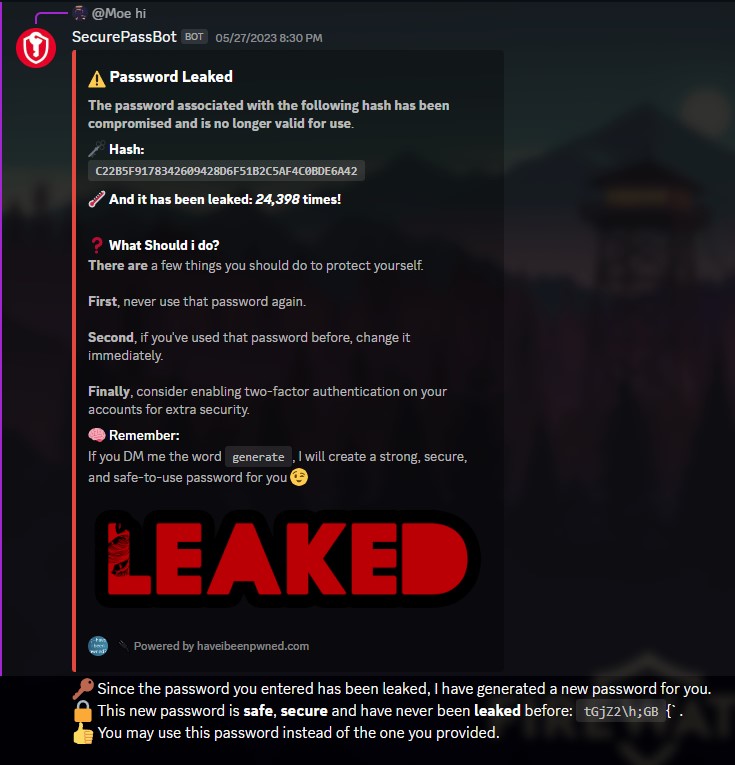 @Moe hi
SecurePassBot BOT 05/27/2023 8:30 PM
Password Leaked
The password associated with the following hash has been
compromised and is no longer valid for use.
Hash:
C22B5F9178342609428D6F51B2C5AF4C0BDE6A42
And it has been leaked: 24,398 times!
What Should i do?
There are a few things you should do to protect yourself.
First, never use that password again.
Second, if you've used that password before, change it
immediately.
Finally, consider enabling two-factor authentication on your
accounts for extra security.
Remember:
If you DM me the word generate, I will create a strong, secure,
and safe-to-use password for you
LEAKED
Powered by haveibeenpwned.com
Since the password you entered has been leaked, I have generated a new password for you.
This new password is safe, secure and have never been leaked before: tGjZ2\h;GB {`.
You may use this password instead of the one you provided.